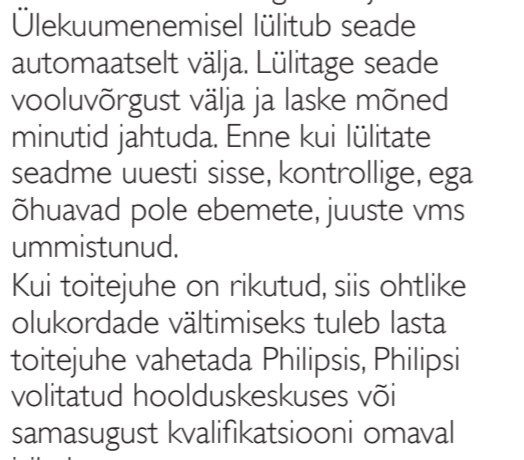 Ülekuumenemisel lülitub seade
automaatselt välja. Lülitage seade
vooluvõrgust välja ja laske mõned
minutid jahtuda. Enne kui lülitate
seadme uuesti sisse, kontrollige, ega
õhuavad pole ebemete, juuste vms
ummistunud.
Kui toitejuhe on rikutud, siis ohtlike
olukordade vältimiseks tuleb lasta
toitejuhe vahetada Philipsis, Philipsi
volitatud hoolduskeskuses või
samasugust kvalifikatsiooni omaval